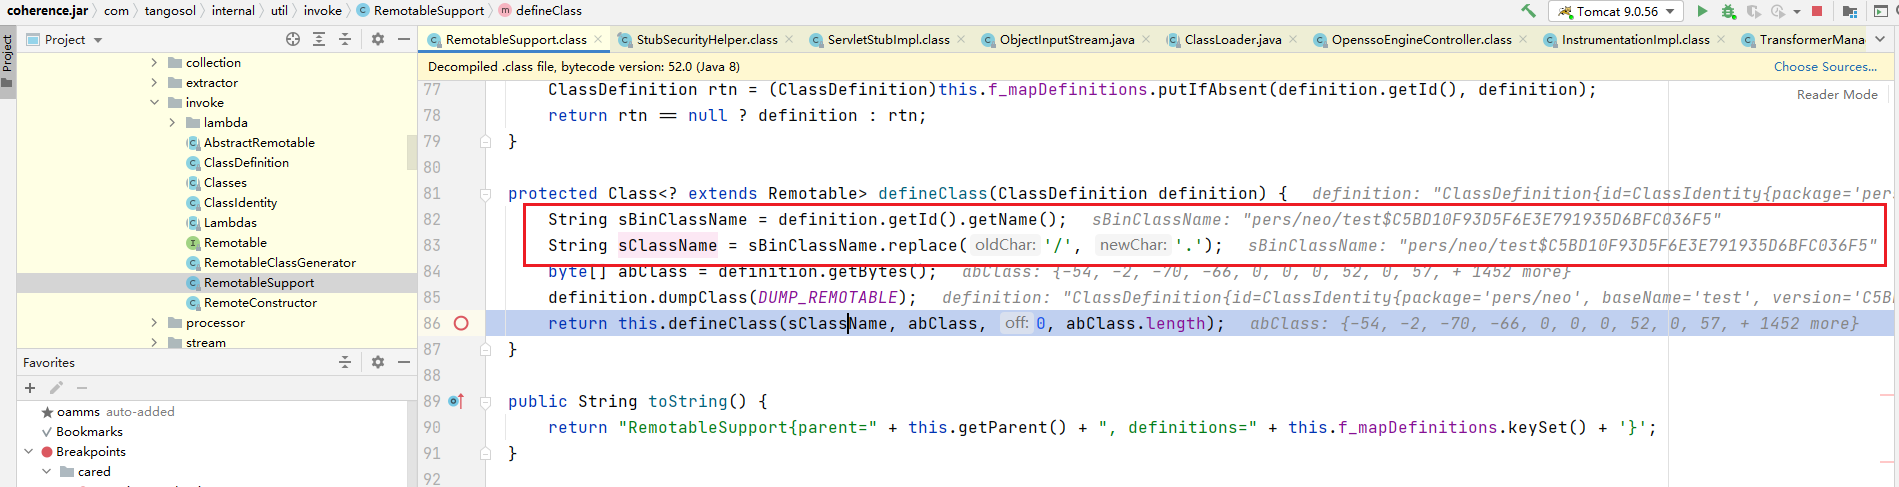 coherence.jar > com > tangosol > internal > util > invoke > RemotableSupport > defineClass
Tomcat 9.0.56
Project
Project
RemotableSupport.class
StubSecurityHelper.class
ServletStubImpl.class
ObjectInputStream.java
ClassLoader.java
OpenssoEngineController.class
InstrumentationImpl.class
TransformerMana
collection
extractor
invoke
lambda
AbstractRemotable
ClassDefinition
Classes
ClassIdentity
Lambdas
Remotable
RemotableClassGenerator
RemotableSupport
RemoteConstructor
processor
stream
Favorites
oamms auto-added
Bookmarks
Breakpoints
cared
Decompiled .class file, bytecode version: 52.0 (Java 8)
Choose Sources...
Reader Mode
77 ClassDefinition rtn = (ClassDefinition)this.f_mapDefinitions.putIfAbsent(definition.getId(), definition);
78 return rtn == null ? definition : rtn;
79 }
80
81 protected Class<? extends Remotable> defineClass(ClassDefinition definition) { definition: "ClassDefinition{id=ClassIdentity{package='pers
82 String sBinClassName = definition.getId().getName(); sBinClassName: "pers/neo/test$C5BD10F93D5F6E3E791935D6BFC036F5"
83 String sClassName = sBinClassName.replace( oldChar: '/', newChar: '.'); sBinClassName: "pers/neo/test$C5BD10F93D5F6E3E791935D6BFC036F5"
84 byte[] abClass = definition.getBytes(); abClass: {-54, -2, -70, -66, 0, 0, 0, 52, 0, 57, + 1452 more}
85 definition.dumpClass(DUMP_REMOTABLE); definition: "ClassDefinition{id=ClassIdentity{package='pers/neo', baseName='test', version='C5B
86 return this.defineClass(sClassName, abClass, off: 0, abClass.length); abClass: {-54, -2, -70, -66, 0, 0, 0, 52, 0, 57, + 1452 more}
87 }
88
89 public String toString() {
90 return "RemotableSupport{parent=" + this.getParent() + ", definitions=" + this.f_mapDefinitions.keySet() + '}';
91 }
92